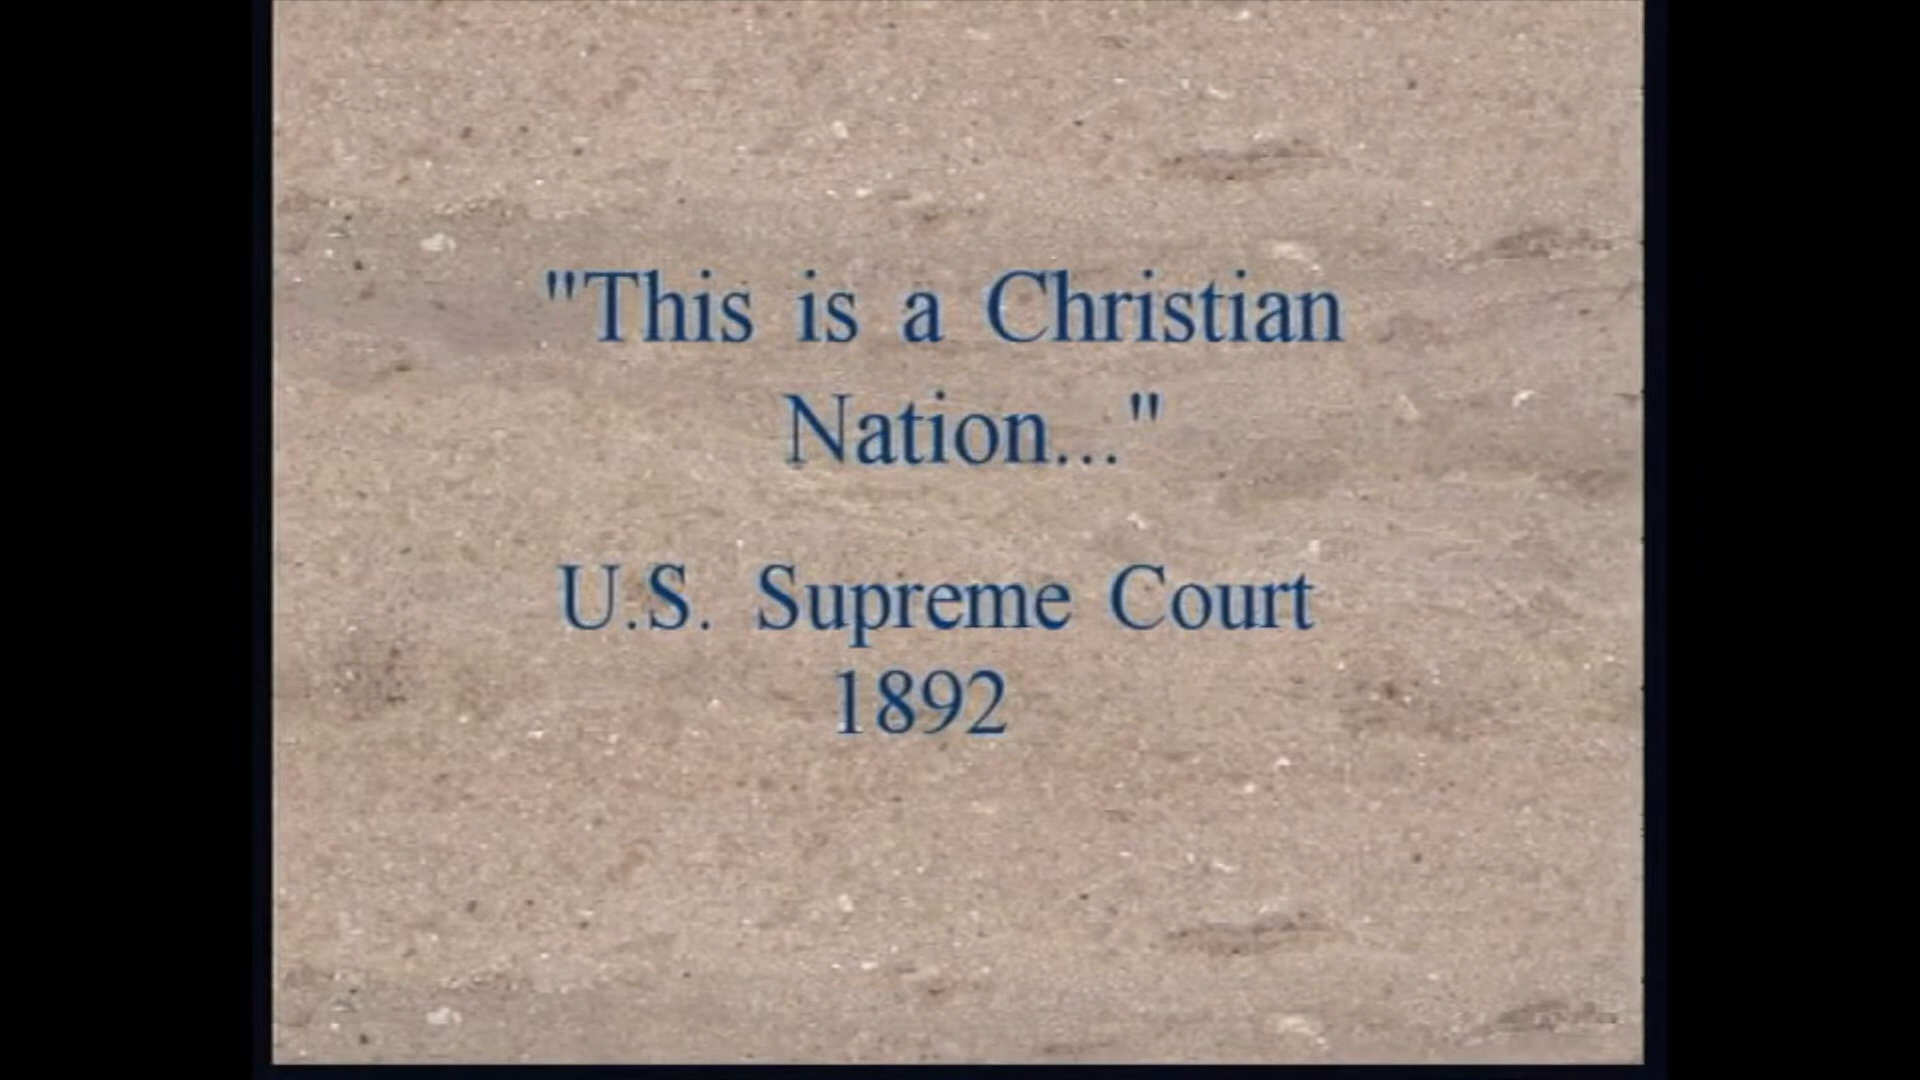 "This is a Christian
Nation..."
U.S. Supreme Court
1892